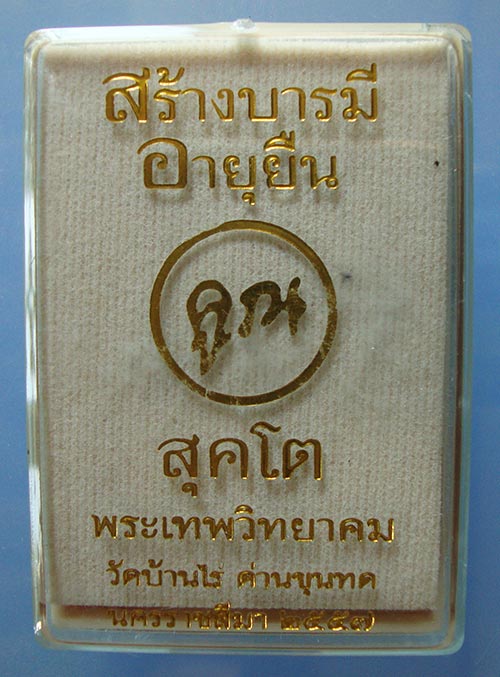 สร้างบารมี
อายุยืน
คูณ
สุคโต
พระเทพวิทยาคม
วัดบ้านไร่ ด่านขุนทด
นครราชสีมา ๒๕๕๗